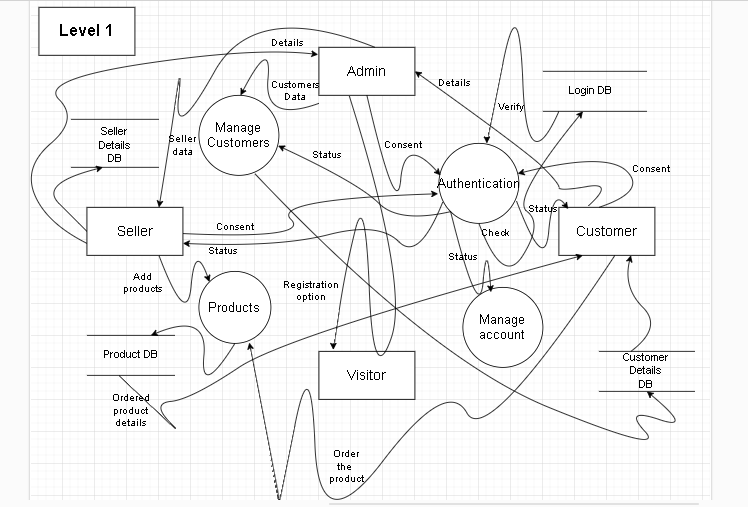 Level 1
Details
Admin
Details
Customers
Data
Login DB
Verify
Seller
Details
DB
Seller
data
Manage
Customers
Status
Consent
Authentication
Consent
Seller
Consent
Status
Status
Check
Customer
Status
Add
products
Products
Registration
option
Manage
account
Product DB
Visitor
Customer
Details
DB
Ordered
product
details
Order
the
product